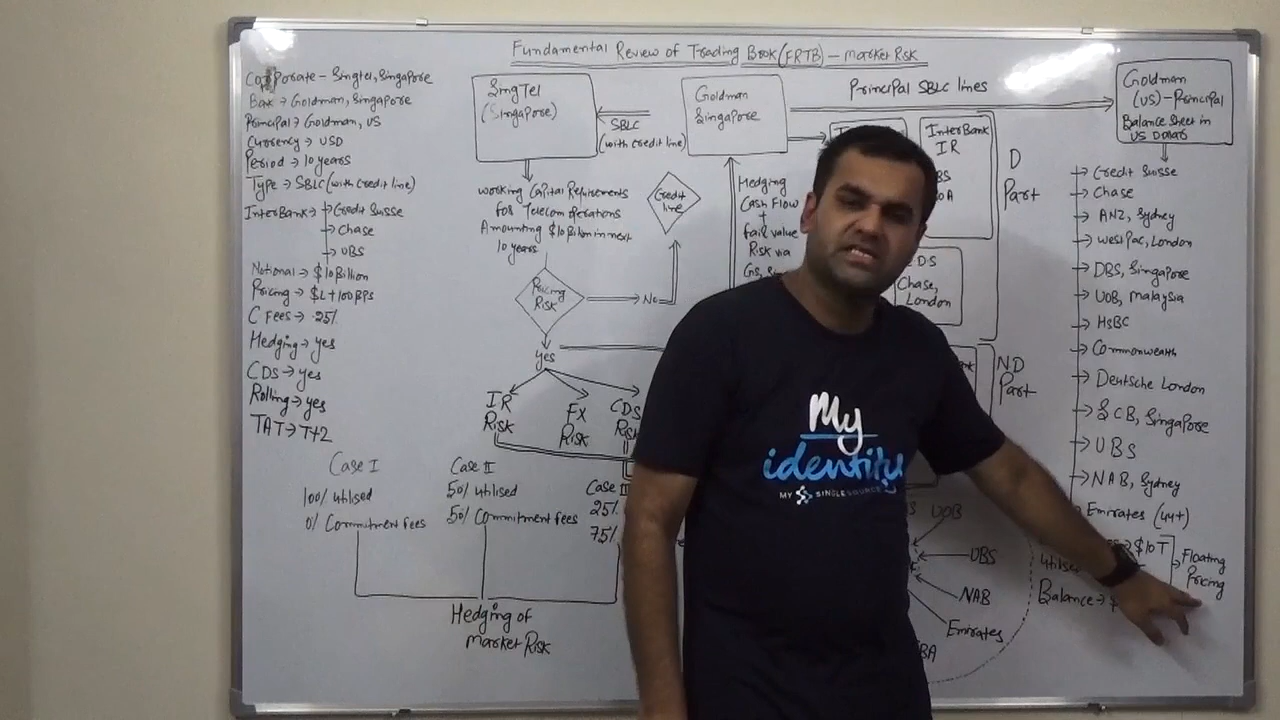 Fundamental Review of Trading Book (FRTB) - Market Risk
Corporate - Singtel, Singapore
Bank → Goldman, Singapore
Principal → Goldman, US
Currency → USD
Period → 10 years
Type → SBLC (with credit line)
InterBank → Credit Suisse
→ Chase
→ UBS
Notional → $10 Billion
Pricing → $L + 100 BPS
C Fees → .25%
Hedging → yes
CDS → yes
Rolling → yes
TAT → T+2
Case I
100% utilised
0% Commitment fees
Case II
50% utilised
50% Commitment fees
Case
25%
75%
Hedging of
Market Risk
SingTel
(Singapore)
SBLC
(with credit line)
Goldman
Singapore
Working Capital Requirements
for Telecom Operations
Amounting $10 Billion in next
10 years
Credit
line
Pricing
Risk
No
yes
IR
Risk
FX
Risk
CDS
Risk
Hedging
Cash Flow
+
fair value
Risk via
Principal SBLC lines
InterBank
IR
D
Part
Chase,
London
ND
Part
UOB
UBS
NAB
Emirates
Goldman
(US) - Principal
Balance Sheet in
US Dollars
Credit Suisse
Chase
ANZ, Sydney
WestPac, London
DBS, Singapore
UOB, Malaysia
HSBC
Commonwealth
Deutsche London
SCB, Singapore
UBS
NAB, Sydney
Emirates (44+)
$10 T
Floating
Pricing
Balance → $
My
identity
MY SINGLESOURCE